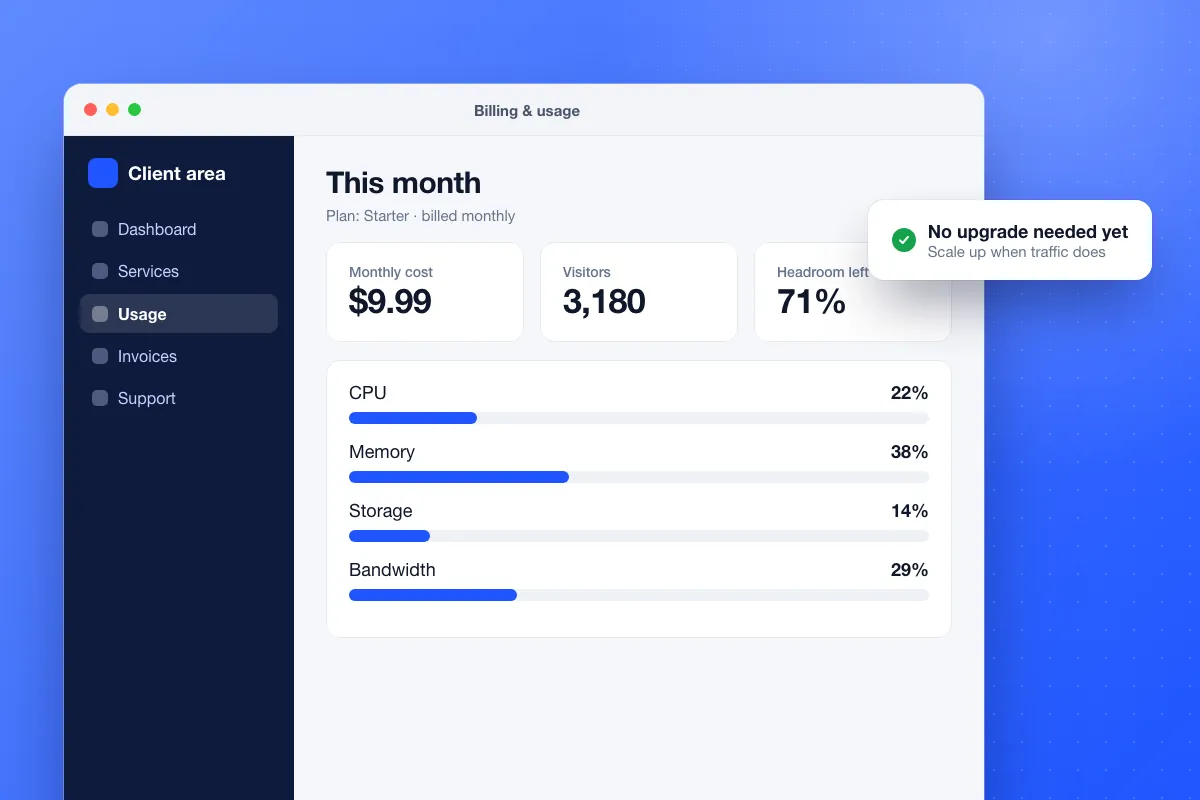 Billing & usage
Client area
Dashboard
Services
Usage
Invoices
Support
This month
Plan: Starter · billed monthly
Monthly cost
$9.99
Visitors
3,180
Headroom left
71%
No upgrade needed yet
Scale up when traffic does
CPU 22%
Memory 38%
Storage 14%
Bandwidth 29%